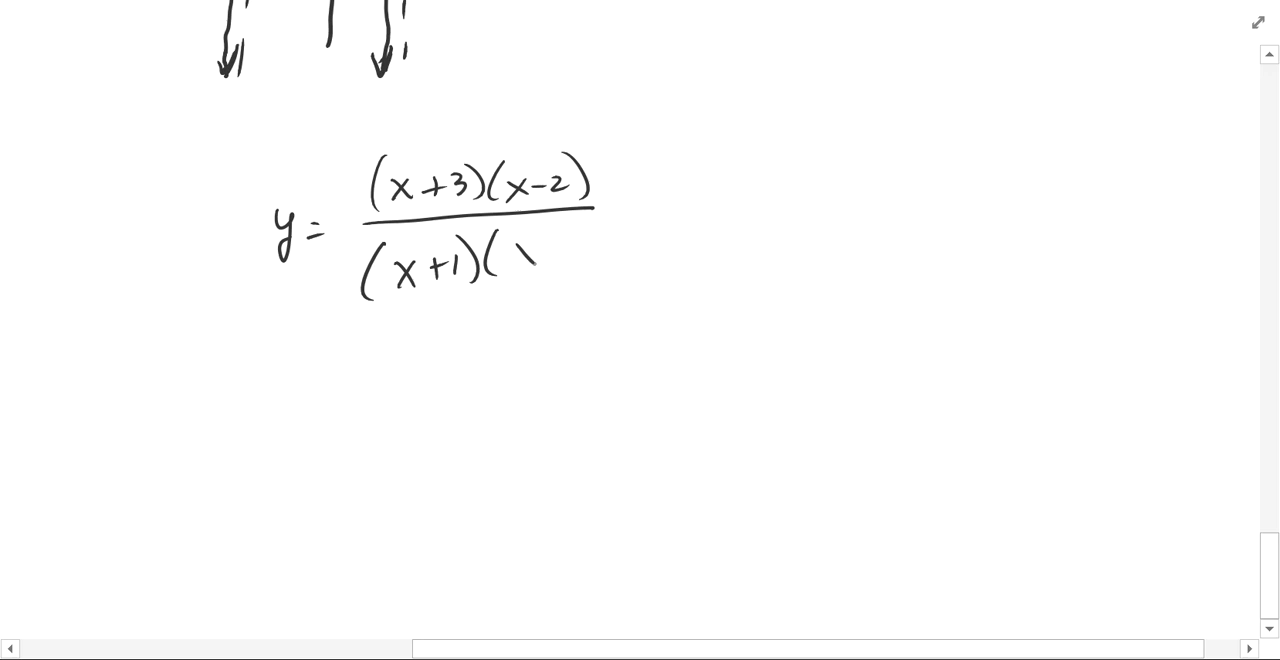 y = (x+3)(x-2)
(x+1)(